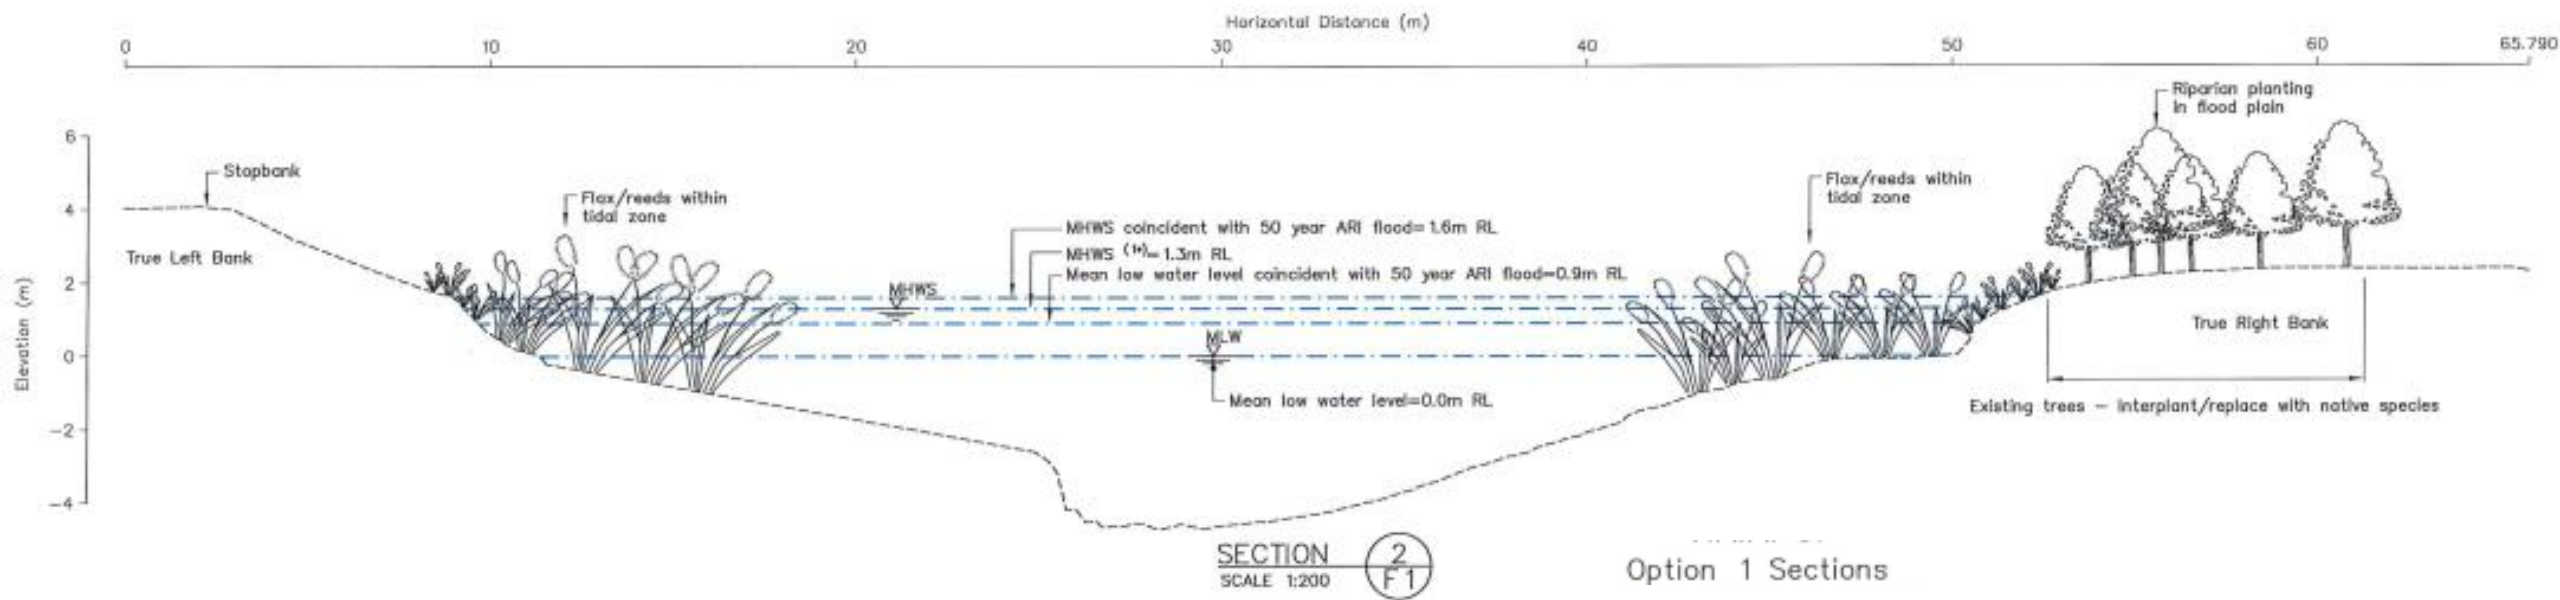 Horizontal Distance (m)
0 10 20 30 40 50 60 65.790
Riparian planting
in flood plain
6
Stopbank
Flax/reeds within
tidal zone
Flax/reeds within
tidal zone
4
MHWS coincident with 50 year ARI flood=1.6m RL
True Left Bank
MHWS (1+)=1.3m RL
Mean low water level coincident with 50 year ARI flood=0.9m RL
2
MHWS
Elevation (m)
True Right Bank
MLW
0
Mean low water level=0.0m RL
Existing trees – interplant/replace with native species
-2
-4
SECTION 2
SCALE 1:200 F1
Option 1 Sections